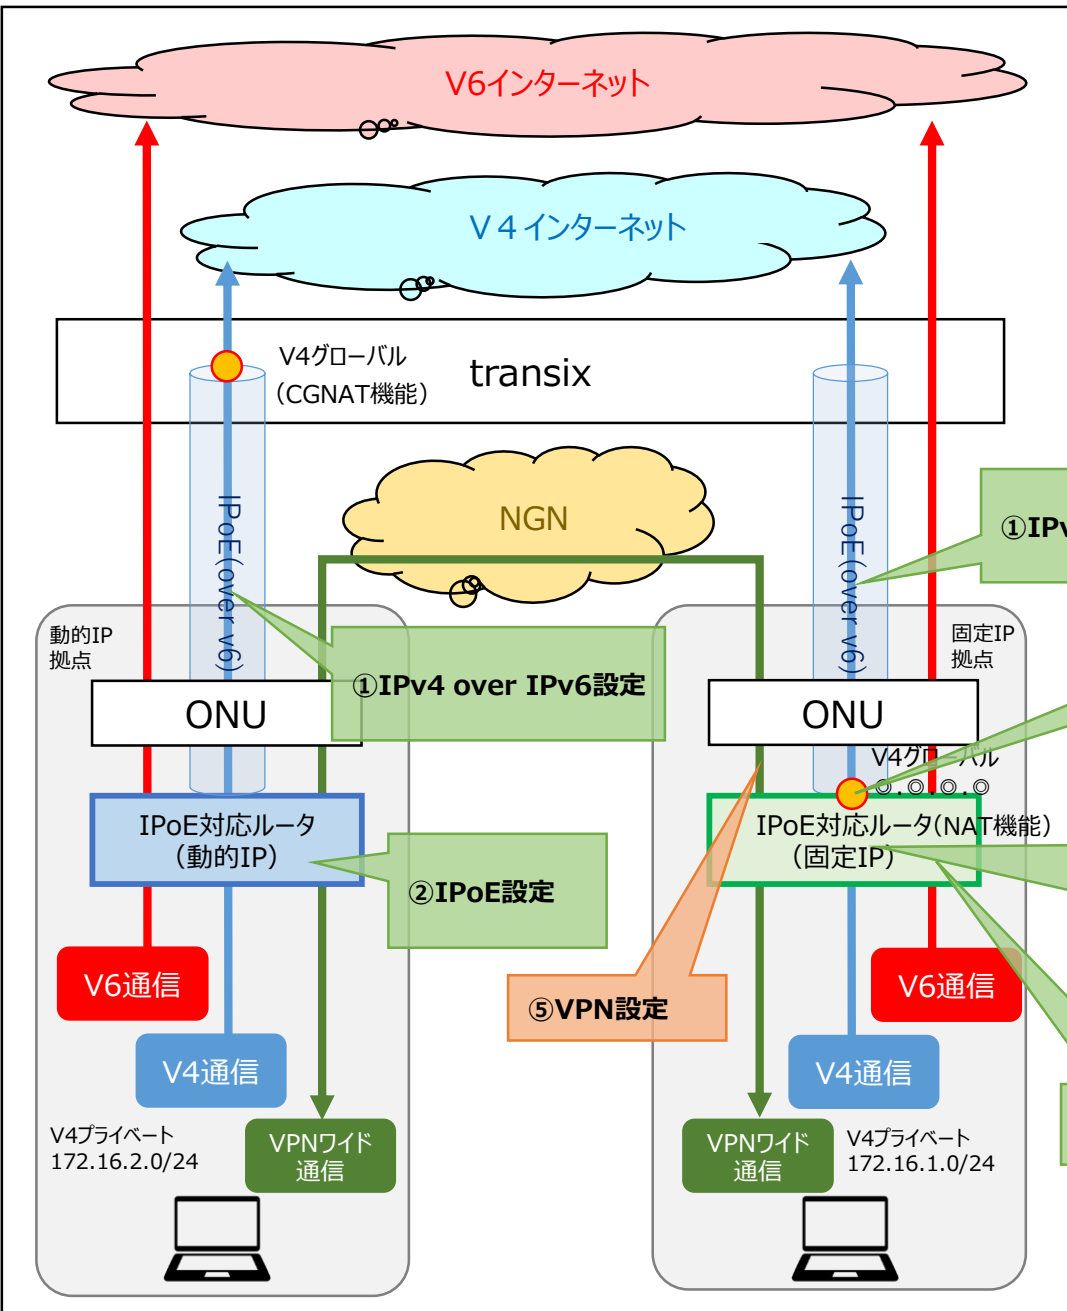 V6インターネット
V４インターネット
V4グローバル
（CGNAT機能）
transix
NGN
IPoE(over v6)
IPoE(over v6)
①IPv
動的IP
拠点
固定IP
拠点
①IPv4 over IPv6設定
ONU
ONU
V4グローバル
◎.◎.◎.◎
IPoE対応ルータ
（動的IP）
IPoE対応ルータ(NAT機能)
（固定IP）
②IPoE設定
V6通信
V6通信
⑤VPN設定
V4通信
V4通信
V4プライベート
172.16.2.0/24
VPNワイド
通信
VPNワイド
通信
V4プライベート
172.16.1.0/24